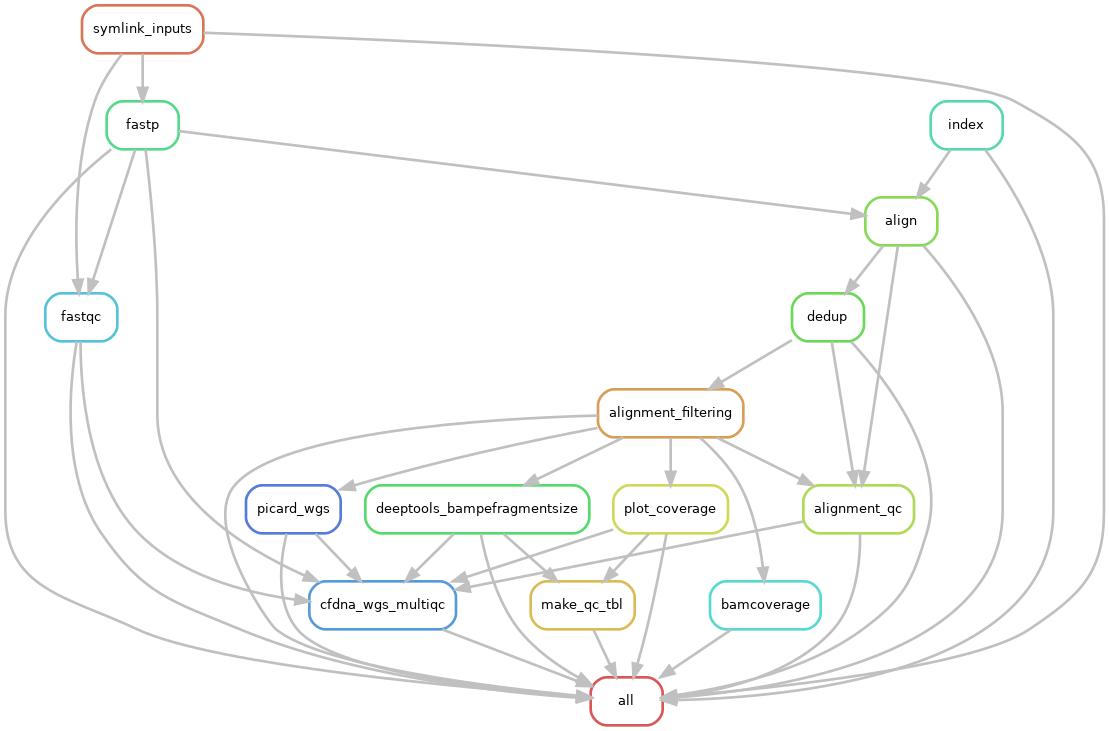 symlink_inputs
fastp
index
align
fastqc
dedup
alignment_filtering
picard_wgs
deeptools_bampefragmentsize
plot_coverage
alignment_qc
cfdna_wgs_multiqc
make_qc_tbl
bamcoverage
all